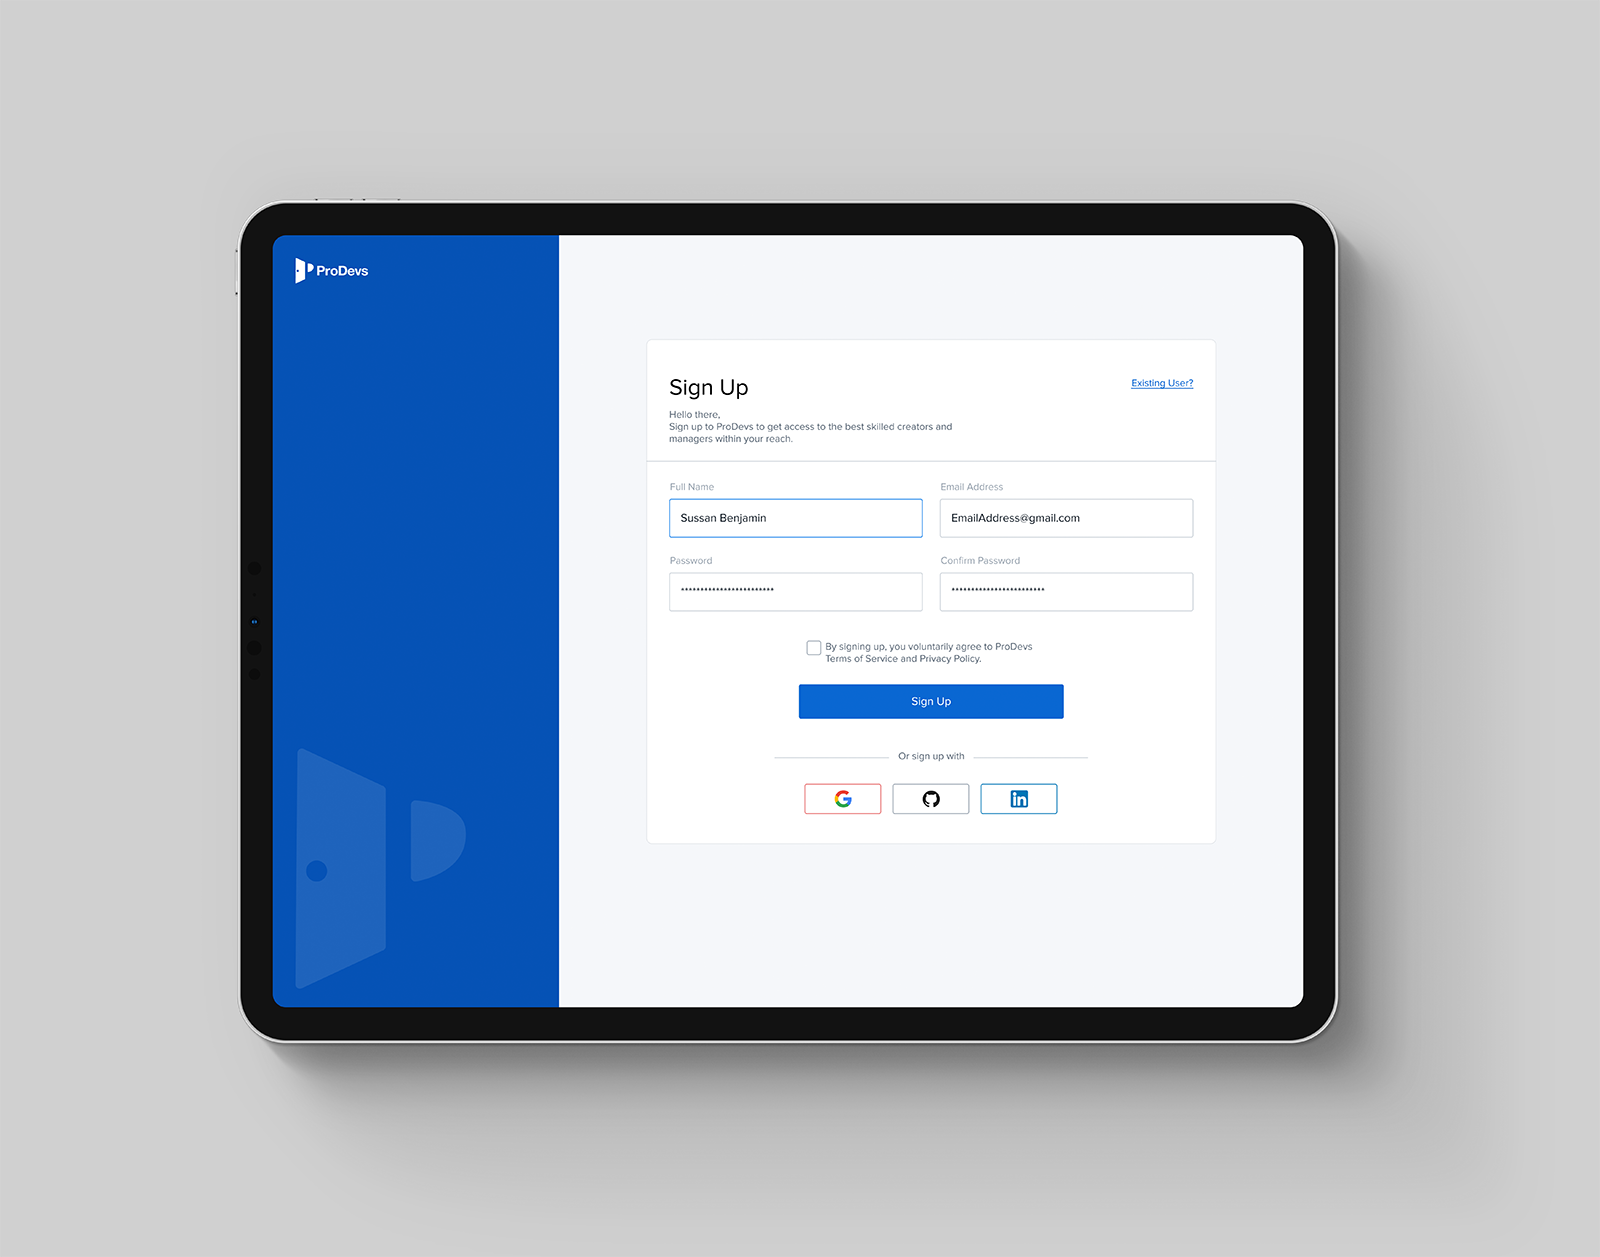 ProDevs
Sign Up
Existing User?
Hello there,
Sign up to ProDevs to get access to the best skilled creators and
managers within your reach.
Full Name
Email Address
Sussan Benjamin
EmailAddress@gmail.com
Password
Confirm Password
************************
************************
By signing up, you voluntarily agree to ProDevs
Terms of Service and Privacy Policy.
Sign Up
Or sign up with